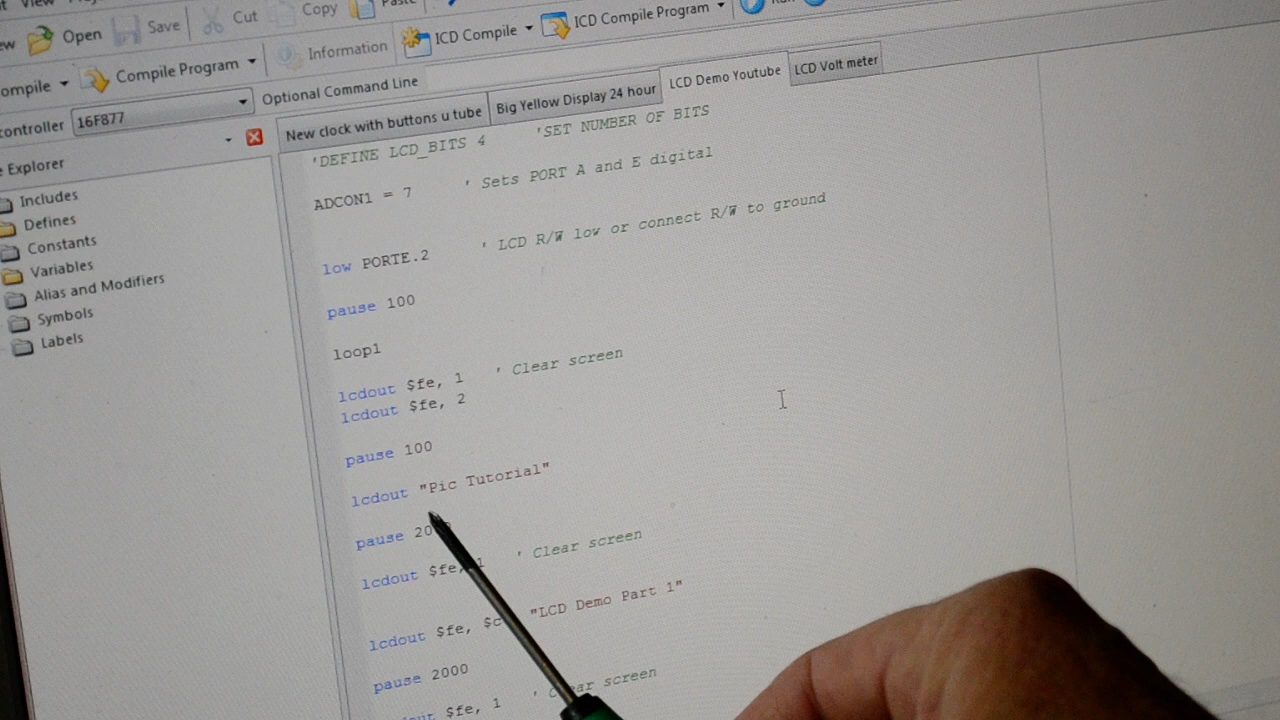 View
Cut
Copy
Paste
Open
Save
Information
ICD Compile
ICD Compile Program
Compile Program
16F877
Optional Command Line
New clock with buttons u tube
Big Yellow Display 24 hour
LCD Demo Youtube
LCD Volt meter
Explorer
Includes
Defines
Constants
Variables
Alias and Modifiers
Symbols
Labels
'DEFINE LCD_BITS 4 'SET NUMBER OF BITS
ADCON1 = 7 ' Sets PORT A and E digital
low PORTE.2 ' LCD R/W low or connect R/W to ground
pause 100
loop1
lcdout $fe, 1 ' Clear screen
lcdout $fe, 2
pause 100
lcdout "Pic Tutorial"
pause
lcdout $fe, 1 ' Clear screen
lcdout $fe, "LCD Demo Part 1"
pause 2000
$fe, 1 ' Clear screen